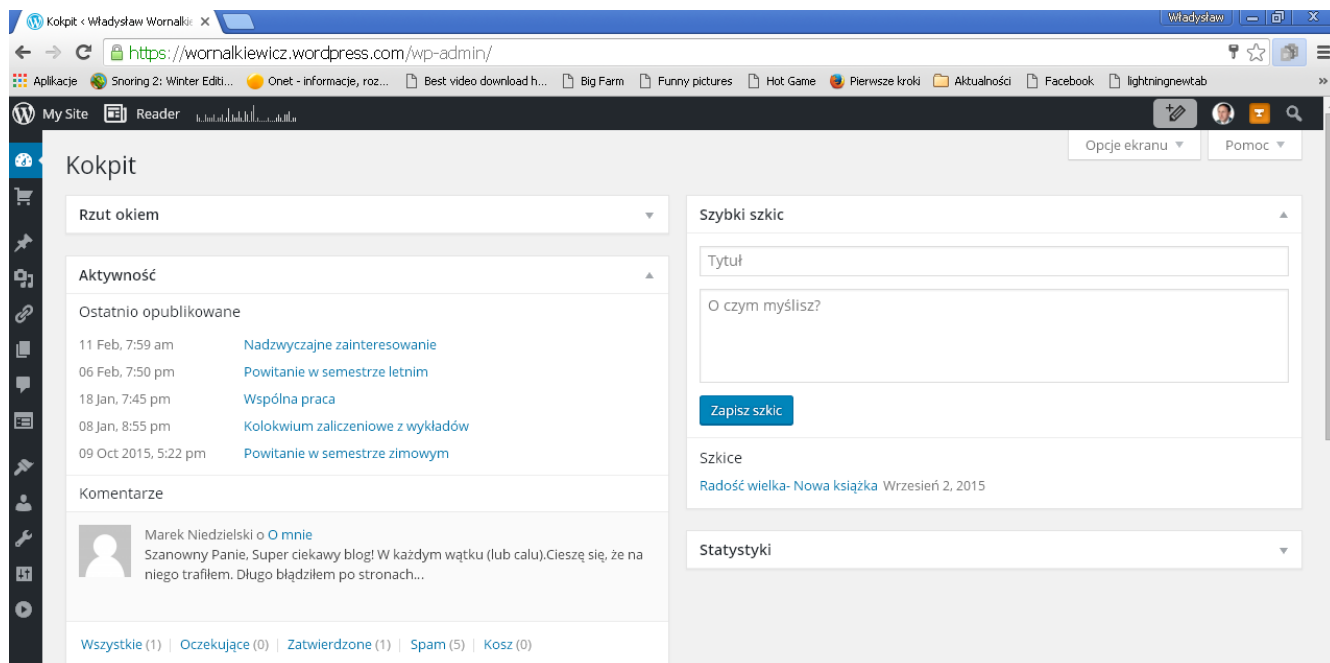 Kokpit < Władysław Wornalkie
Władysław
https://wornalkiewicz.wordpress.com/wp-admin/
Aplikacje Snoring 2: Winter Editi... Onet - informacje, roz... Best video download h... Big Farm Funny pictures Hot Game Pierwsze kroki Aktualności Facebook lightningnewtab »
My Site Reader
Opcje ekranu Pomoc
Kokpit
Rzut okiem
Aktywność
Ostatnio opublikowane
11 Feb, 7:59 am Nadzwyczajne zainteresowanie
06 Feb, 7:50 pm Powitanie w semestrze letnim
18 Jan, 7:45 pm Wspólna praca
08 Jan, 8:55 pm Kolokwium zaliczeniowe z wykładów
09 Oct 2015, 5:22 pm Powitanie w semestrze zimowym
Komentarze
Marek Niedzielski o O mnie
Szanowny Panie, Super ciekawy blog! W każdym wątku (lub calu).Cieszę się, że na
niego trafiłem. Długo błądziłem po stronach...
Wszystkie (1) | Oczekujące (0) | Zatwierdzone (1) | Spam (5) | Kosz (0)
Szybki szkic
Tytuł
O czym myślisz?
Zapisz szkic
Szkice
Radość wielka- Nowa książka Wrzesień 2, 2015
Statystyki